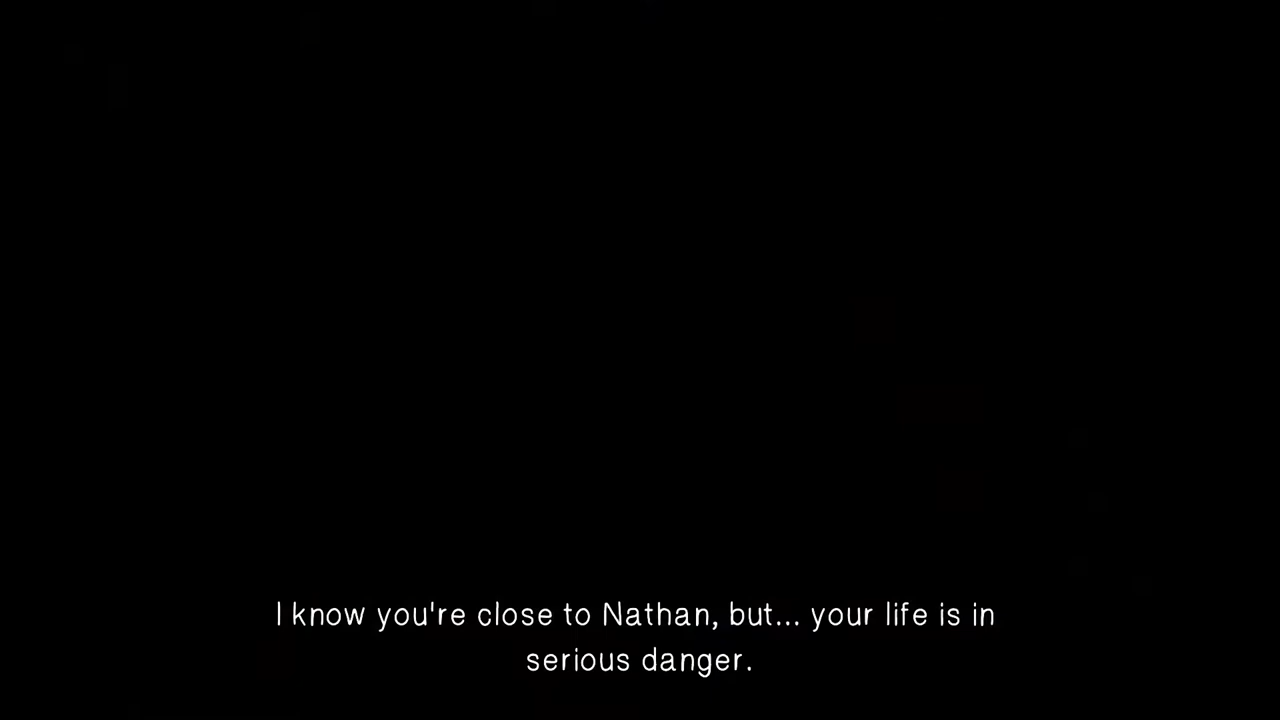 I know you're close to Nathan, but... your life is in
serious danger.